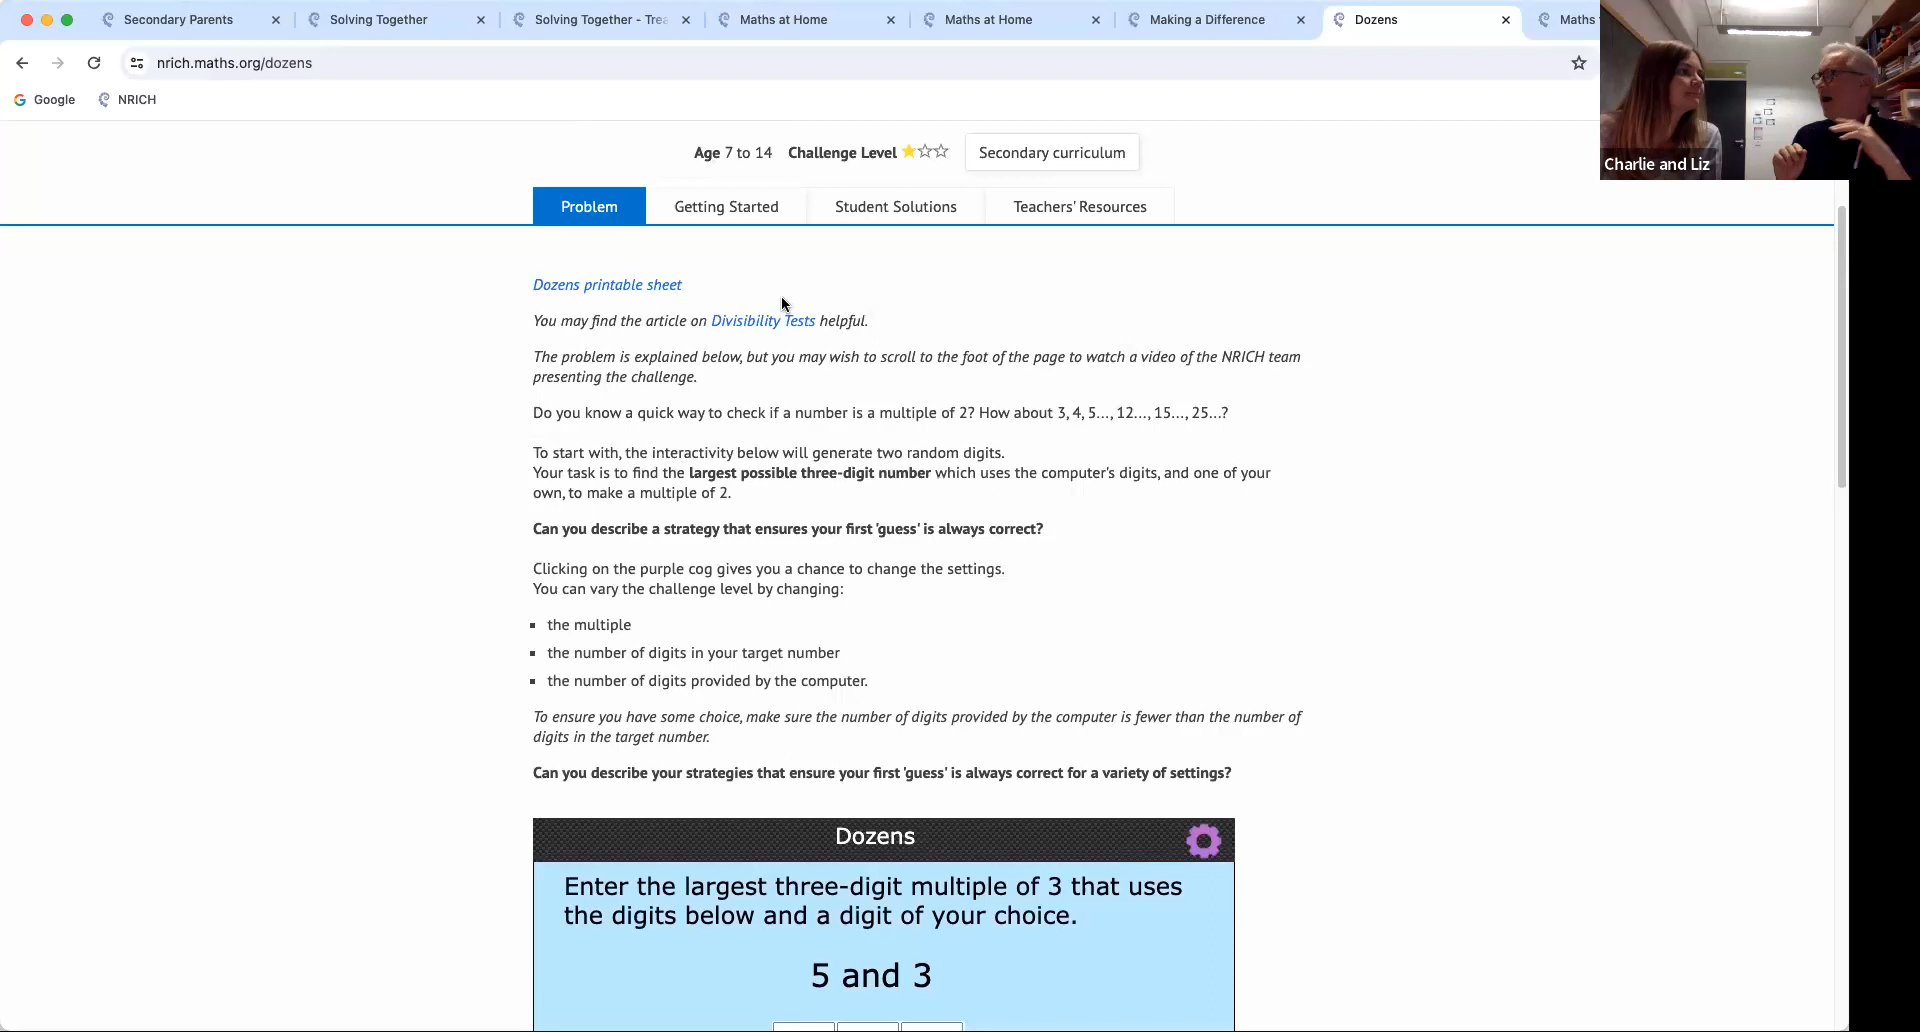 Secondary Parents
Solving Together
Solving Together - Trea
Maths at Home
Maths at Home
Making a Difference
Dozens
Maths
nrich.maths.org/dozens
Google
NRICH
Charlie and Liz
Age 7 to 14 Challenge Level
Secondary curriculum
Problem
Getting Started
Student Solutions
Teachers' Resources
Dozens printable sheet
You may find the article on Divisibility Tests helpful.
The problem is explained below, but you may wish to scroll to the foot of the page to watch a video of the NRICH team
presenting the challenge.
Do you know a quick way to check if a number is a multiple of 2? How about 3, 4, 5..., 12..., 15..., 25...?
To start with, the interactivity below will generate two random digits.
Your task is to find the largest possible three-digit number which uses the computer's digits, and one of your
own, to make a multiple of 2.
Can you describe a strategy that ensures your first 'guess' is always correct?
Clicking on the purple cog gives you a chance to change the settings.
You can vary the challenge level by changing:
the multiple
the number of digits in your target number
the number of digits provided by the computer.
To ensure you have some choice, make sure the number of digits provided by the computer is fewer than the number of
digits in the target number.
Can you describe your strategies that ensure your first 'guess' is always correct for a variety of settings?
Dozens
Enter the largest three-digit multiple of 3 that uses
the digits below and a digit of your choice.
5 and 3